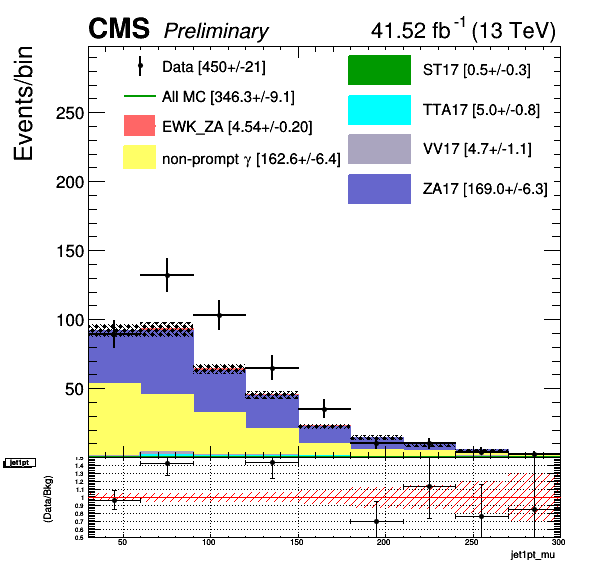 CMS Preliminary 41.52 fb⁻¹ (13 TeV)
Events/bin
Data [450+/-21]
All MC [346.3+/-9.1]
EWK_ZA [4.54+/-0.20]
non-prompt γ [162.6+/-6.4]
ST17 [0.5+/-0.3]
TTA17 [5.0+/-0.8]
VV17 [4.7+/-1.1]
ZA17 [169.0+/-6.3]
250
200
150
100
50
jet1pt
(Data/Bkg)
1.5
1.4
1.3
1.2
1.1
1
0.9
0.8
0.7
0.6
0.5
50 100 150 200 250 300
jet1pt_mu